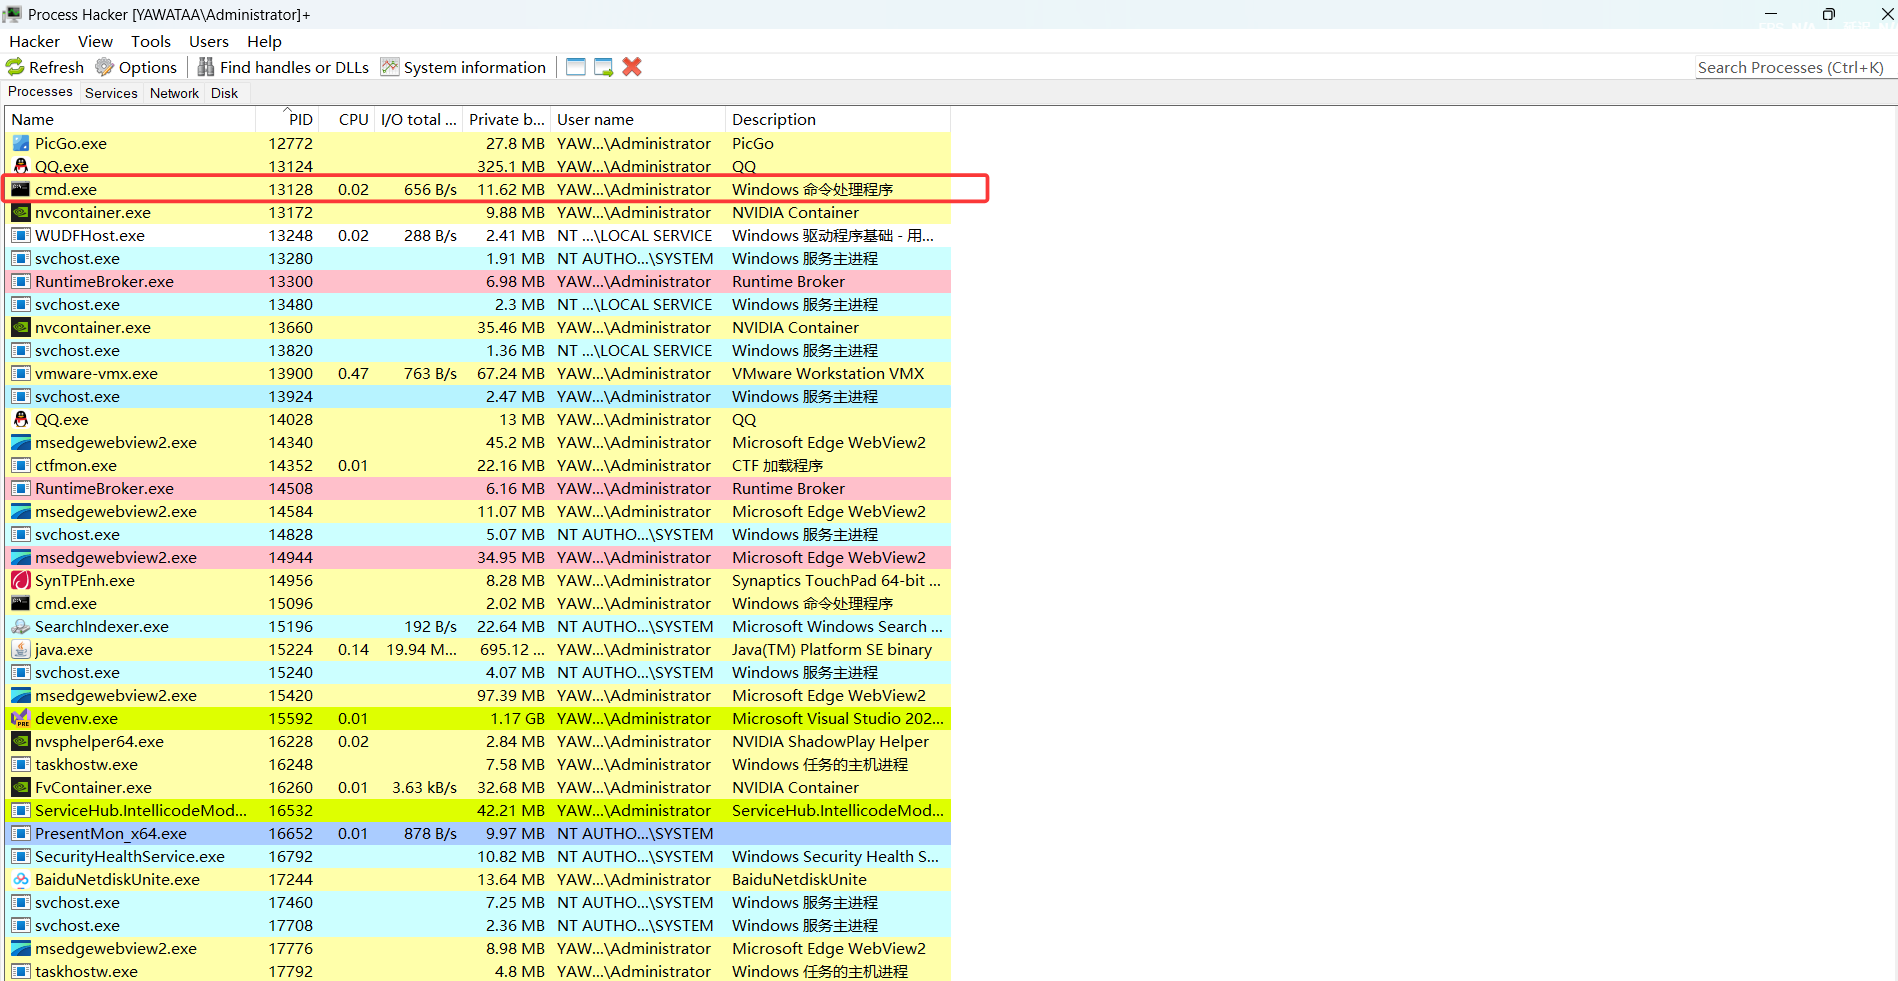 Process Hacker [YAWATAA\Administrator]+
Hacker View Tools Users Help
Refresh Options Find handles or DLLs System information Search Processes (Ctrl+K)
Processes Services Network Disk
Name PID CPU I/O total ... Private b... User name Description
PicGo.exe 12772 27.8 MB YAW...\Administrator PicGo
QQ.exe 13124 325.1 MB YAW...\Administrator QQ
cmd.exe 13128 0.02 656 B/s 11.62 MB YAW...\Administrator Windows 命令处理程序
nvcontainer.exe 13172 9.88 MB YAW...\Administrator NVIDIA Container
WUDFHost.exe 13248 0.02 288 B/s 2.41 MB NT ...\LOCAL SERVICE Windows 驱动程序基础 - 用...
svchost.exe 13280 1.91 MB NT AUTHO...\SYSTEM Windows 服务主进程
RuntimeBroker.exe 13300 6.98 MB YAW...\Administrator Runtime Broker
svchost.exe 13480 2.3 MB NT ...\LOCAL SERVICE Windows 服务主进程
nvcontainer.exe 13660 35.46 MB YAW...\Administrator NVIDIA Container
svchost.exe 13820 1.36 MB NT ...\LOCAL SERVICE Windows 服务主进程
vmware-vmx.exe 13900 0.47 763 B/s 67.24 MB YAW...\Administrator VMware Workstation VMX
svchost.exe 13924 2.47 MB YAW...\Administrator Windows 服务主进程
QQ.exe 14028 13 MB YAW...\Administrator QQ
msedgewebview2.exe 14340 45.2 MB YAW...\Administrator Microsoft Edge WebView2
ctfmon.exe 14352 0.01 22.16 MB YAW...\Administrator CTF 加载程序
RuntimeBroker.exe 14508 6.16 MB YAW...\Administrator Runtime Broker
msedgewebview2.exe 14584 11.07 MB YAW...\Administrator Microsoft Edge WebView2
svchost.exe 14828 5.07 MB NT AUTHO...\SYSTEM Windows 服务主进程
msedgewebview2.exe 14944 34.95 MB YAW...\Administrator Microsoft Edge WebView2
SynTPEnh.exe 14956 8.28 MB YAW...\Administrator Synaptics TouchPad 64-bit ...
cmd.exe 15096 2.02 MB YAW...\Administrator Windows 命令处理程序
SearchIndexer.exe 15196 192 B/s 22.64 MB NT AUTHO...\SYSTEM Microsoft Windows Search ...
java.exe 15224 0.14 19.94 M... 695.12 ... YAW...\Administrator Java(TM) Platform SE binary
svchost.exe 15240 4.07 MB NT AUTHO...\SYSTEM Windows 服务主进程
msedgewebview2.exe 15420 97.39 MB YAW...\Administrator Microsoft Edge WebView2
devenv.exe 15592 0.01 1.17 GB YAW...\Administrator Microsoft Visual Studio 202...
nvsphelper64.exe 16228 0.02 2.84 MB YAW...\Administrator NVIDIA ShadowPlay Helper
taskhostw.exe 16248 7.58 MB YAW...\Administrator Windows 任务的主机进程
FvContainer.exe 16260 0.01 3.63 kB/s 32.68 MB YAW...\Administrator NVIDIA Container
ServiceHub.IntellicodeMod... 16532 42.21 MB YAW...\Administrator ServiceHub.IntellicodeMod...
PresentMon_x64.exe 16652 0.01 878 B/s 9.97 MB NT AUTHO...\SYSTEM
SecurityHealthService.exe 16792 10.82 MB NT AUTHO...\SYSTEM Windows Security Health S...
BaiduNetdiskUnite.exe 17244 13.64 MB YAW...\Administrator BaiduNetdiskUnite
svchost.exe 17460 7.25 MB NT AUTHO...\SYSTEM Windows 服务主进程
svchost.exe 17708 2.36 MB NT AUTHO...\SYSTEM Windows 服务主进程
msedgewebview2.exe 17776 8.98 MB YAW...\Administrator Microsoft Edge WebView2
taskhostw.exe 17792 4.8 MB YAW...\Administrator Windows 任务的主机进程